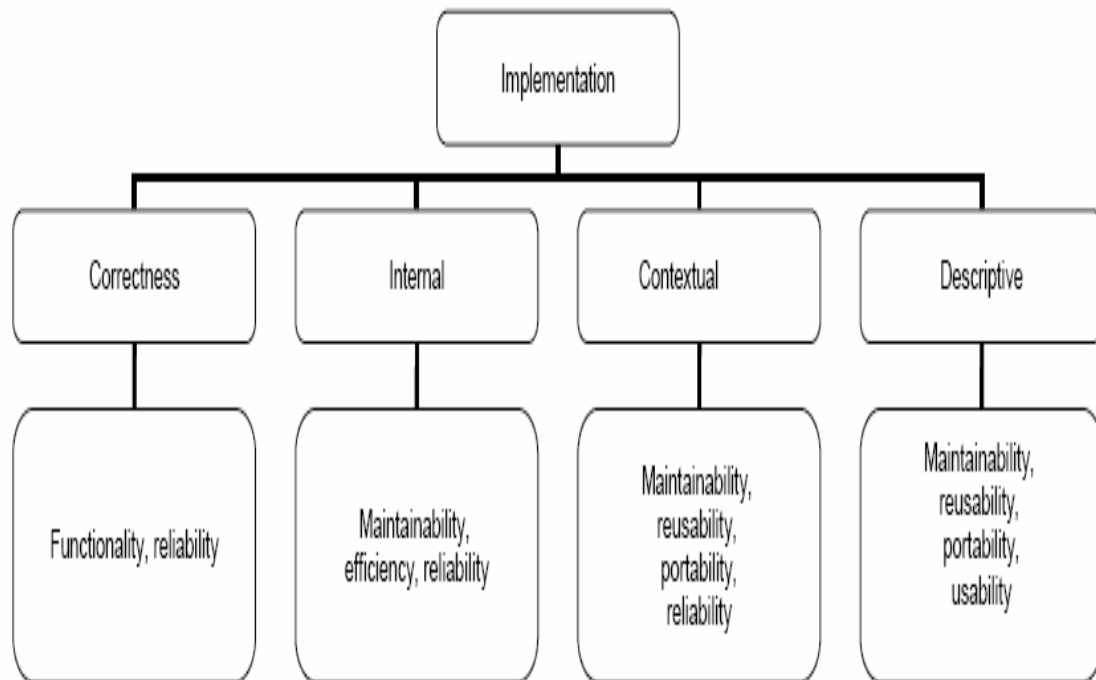 Implementation
Correctness
Internal
Contextual
Descriptive
Functionality, reliability
Maintainability,
efficiency, reliability
Maintainability,
reusability,
portability,
reliability
Maintainability,
reusability,
portability,
usability